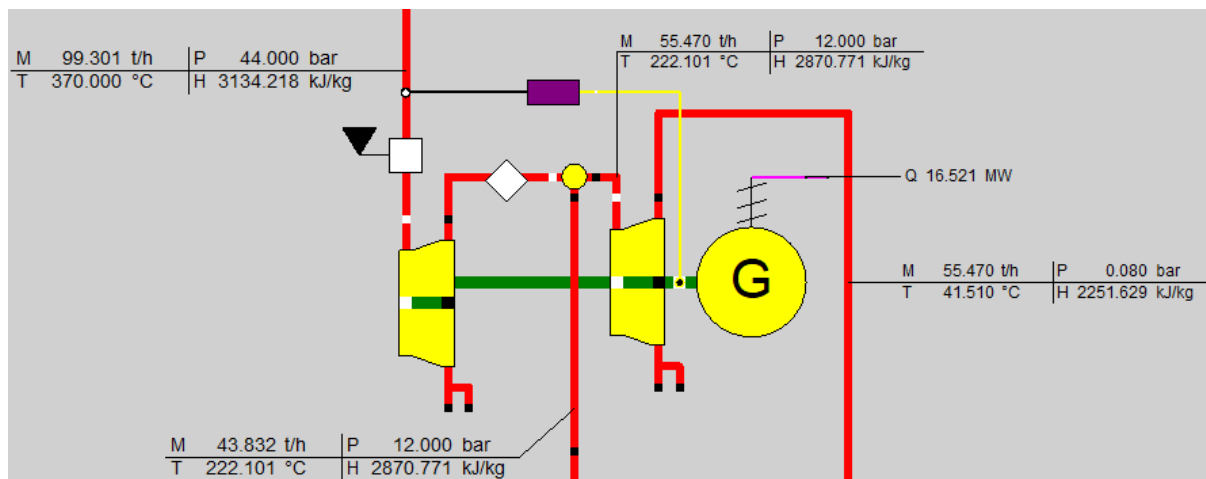 M 99.301 t/h P 44.000 bar
T 370.000 °C H 3134.218 kJ/kg
M 55.470 t/h P 12.000 bar
T 222.101 °C H 2870.771 kJ/kg
Q 16.521 MW
G
M 55.470 t/h P 0.080 bar
T 41.510 °C H 2251.629 kJ/kg
M 43.832 t/h P 12.000 bar
T 222.101 °C H 2870.771 kJ/kg